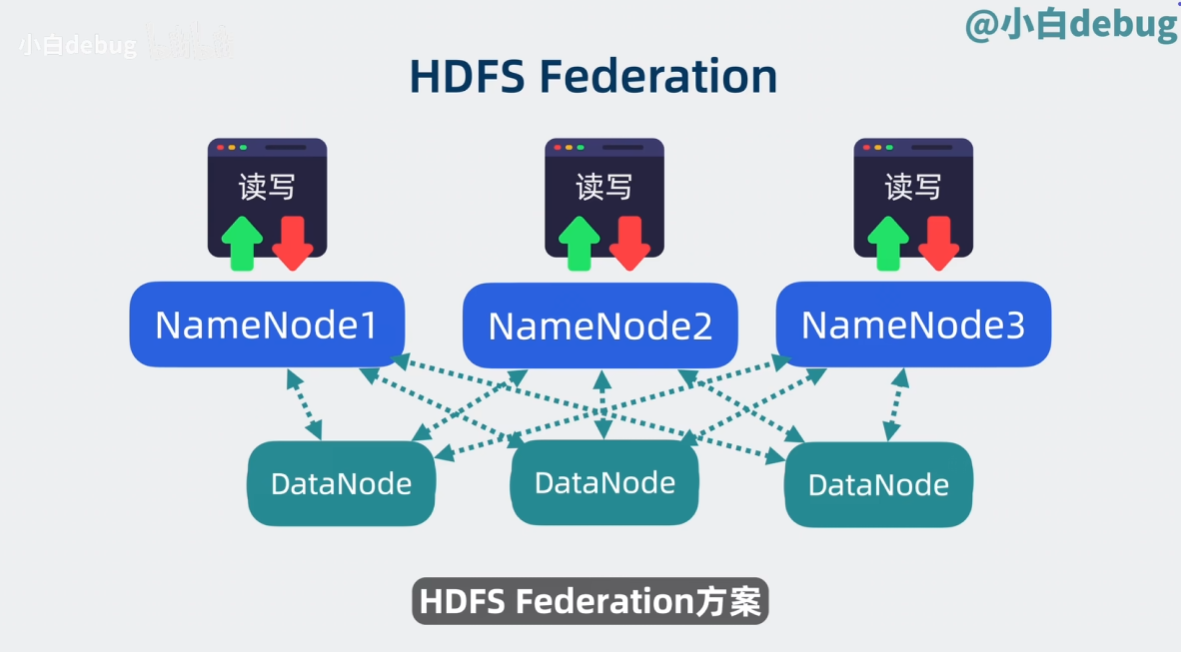 小白debug
@小白debug
HDFS Federation
读写
读写
读写
NameNode1
NameNode2
NameNode3
DataNode
DataNode
DataNode
HDFS Federation方案